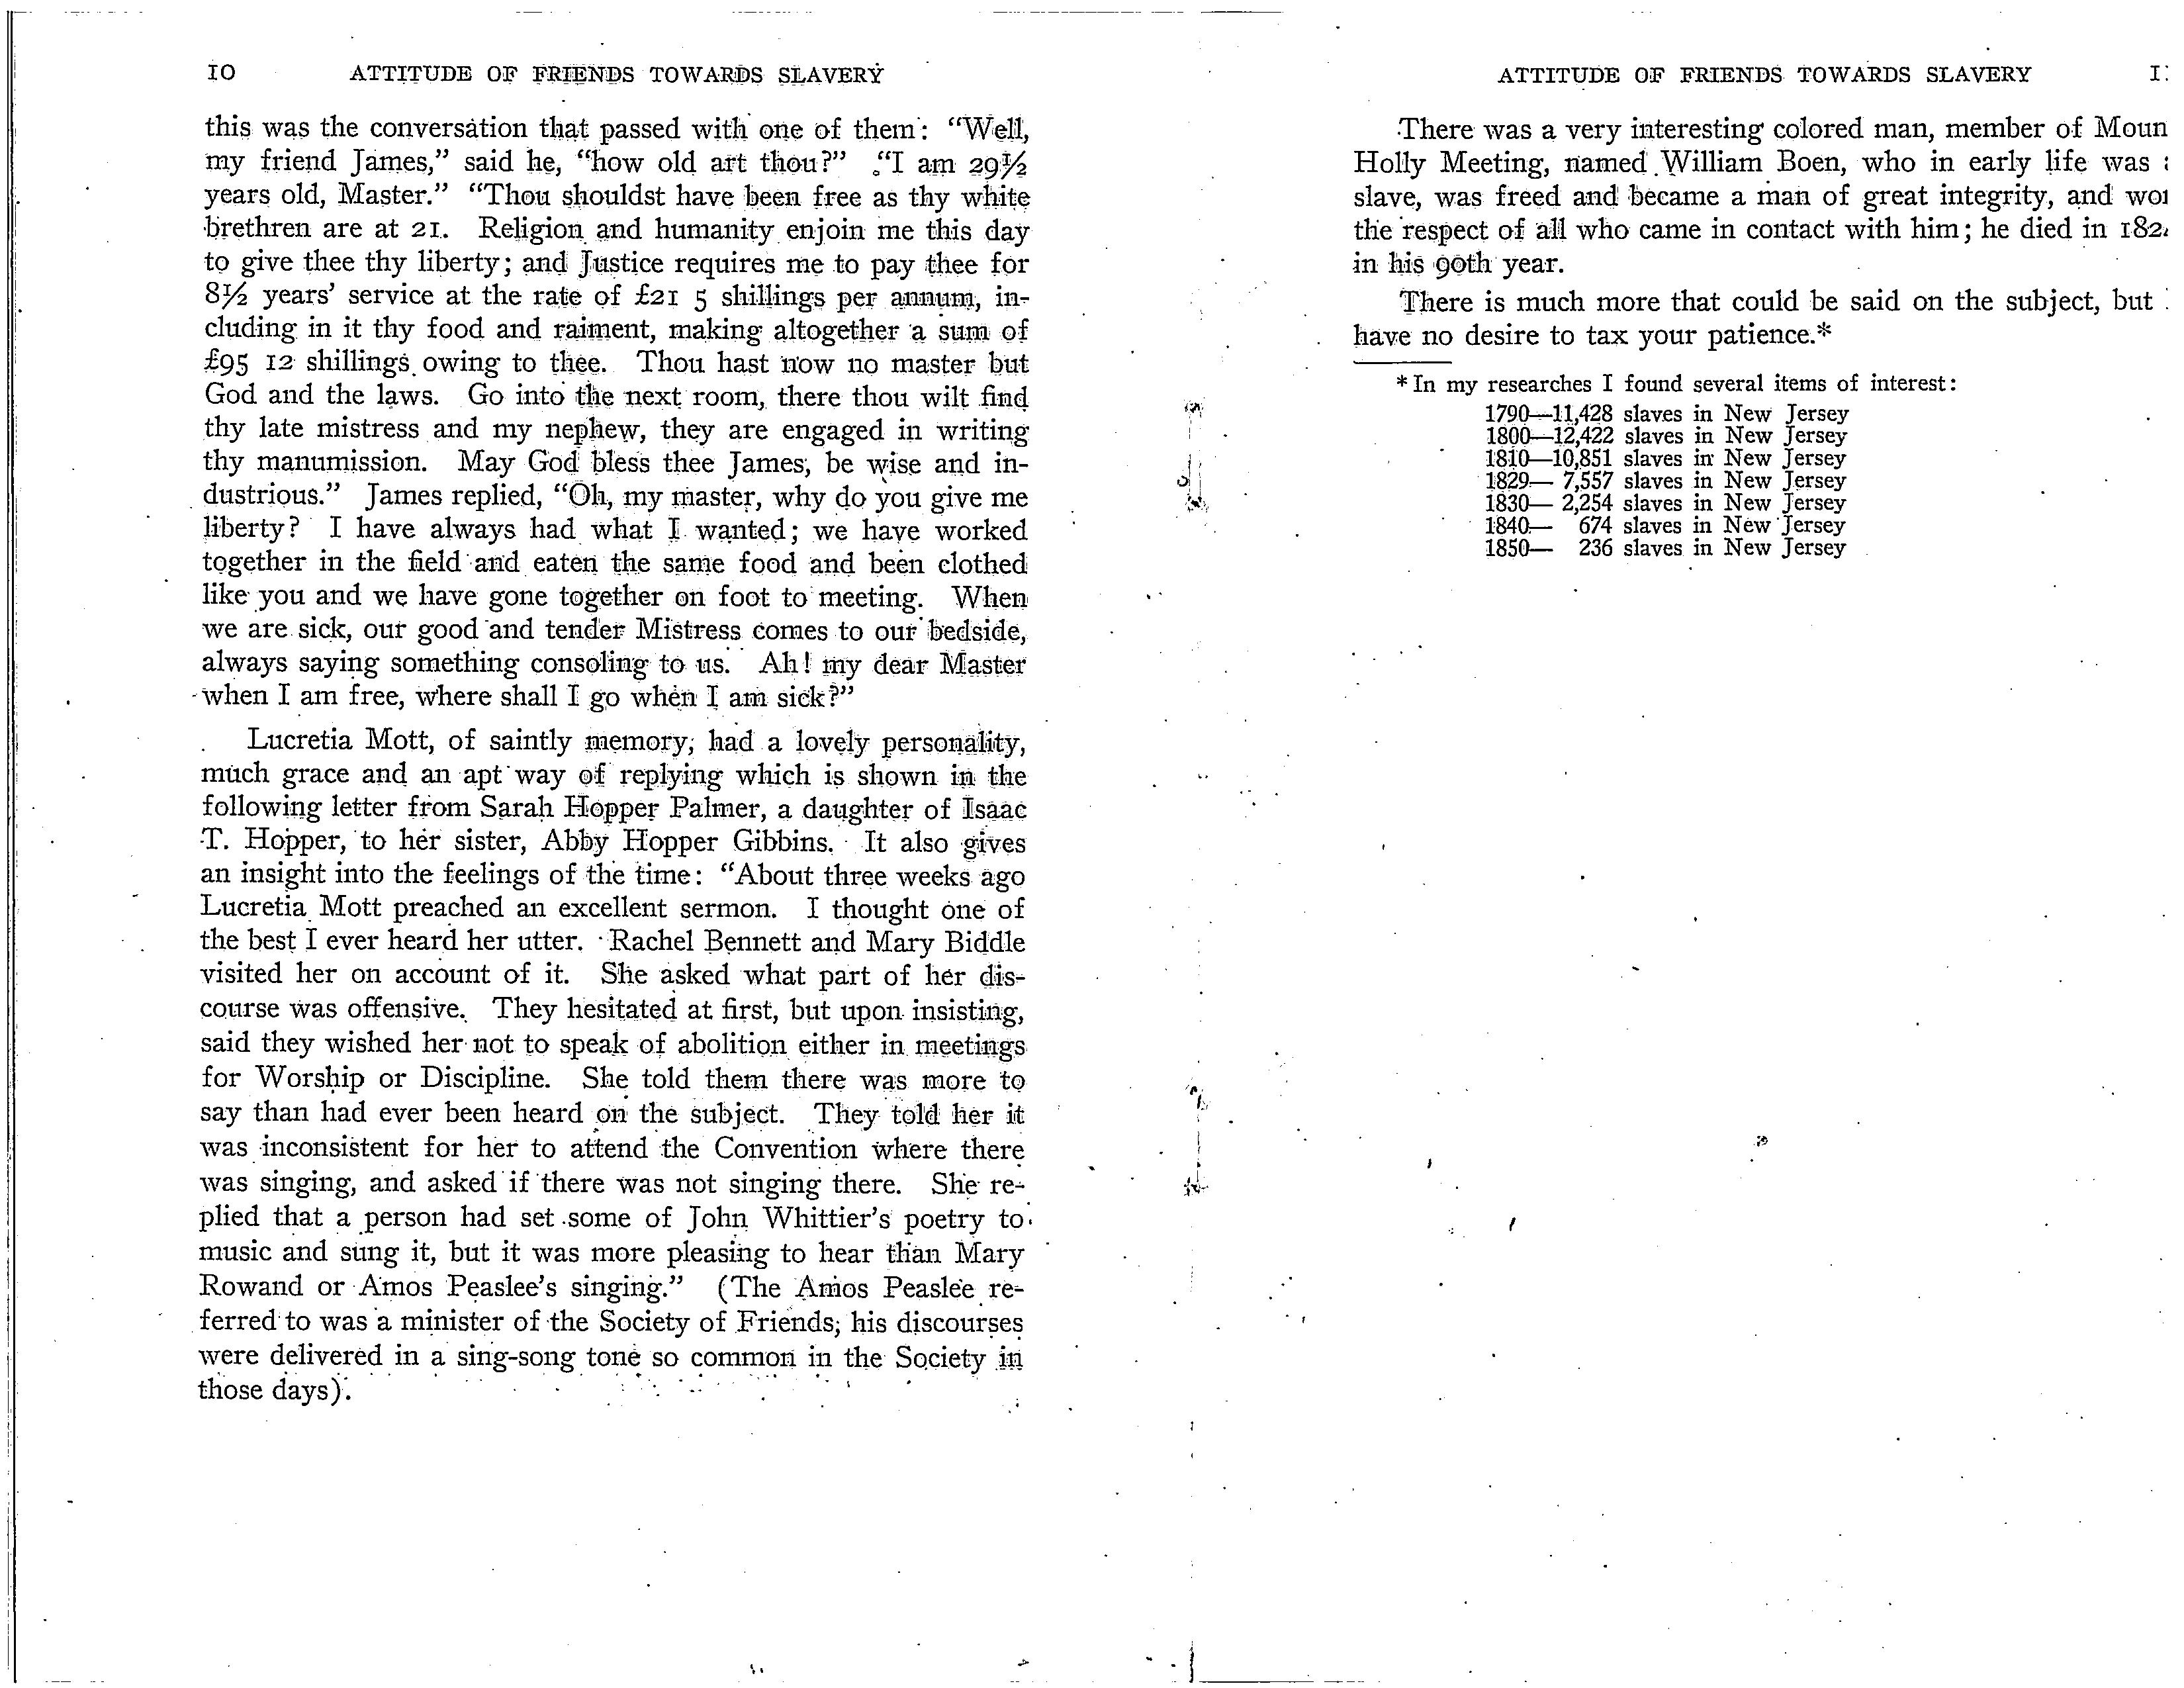 10 ATTITUDE OF FRIENDS TOWARDS SLAVERY
this was the conversation that passed with one of them: "Well,
my friend James," said he, "how old art thou?" "I am 29½
years old, Master." "Thou shouldst have been free as thy white
brethren are at 21. Religion and humanity enjoin me this day
to give thee thy liberty; and Justice requires me to pay thee for
8½ years' service at the rate of £21 5 shillings per annum, in-
cluding in it thy food and raiment, making altogether a sum of
£95 12 shillings owing to thee. Thou hast now no master but
God and the laws. Go into the next room, there thou wilt find
thy late mistress and my nephew, they are engaged in writing
thy manumission. May God bless thee James, be wise and in-
dustrious." James replied, "Oh, my master, why do you give me
liberty? I have always had what I wanted; we have worked
together in the field and eaten the same food and been clothed
like you and we have gone together on foot to meeting. When
we are sick, our good and tender Mistress comes to our bedside,
always saying something consoling to us. Ah! my dear Master
when I am free, where shall I go when I am sick?"
Lucretia Mott, of saintly memory, had a lovely personality,
much grace and an apt way of replying which is shown in the
following letter from Sarah Hopper Palmer, a daughter of Isaac
T. Hopper, to her sister, Abby Hopper Gibbins. It also gives
an insight into the feelings of the time: "About three weeks ago
Lucretia Mott preached an excellent sermon. I thought one of
the best I ever heard her utter. Rachel Bennett and Mary Biddle
visited her on account of it. She asked what part of her dis-
course was offensive. They hesitated at first, but upon insisting,
said they wished her not to speak of abolition either in meetings
for Worship or Discipline. She told them there was more to
say than had ever been heard on the subject. They told her it
was inconsistent for her to attend the Convention where there
was singing, and asked if there was not singing there. She re-
plied that a person had set some of John Whittier's poetry to
music and sung it, but it was more pleasing to hear than Mary
Rowand or Amos Peaslee's singing." (The Amos Peaslee re-
ferred to was a minister of the Society of Friends; his discourses
were delivered in a sing-song tone so common in the Society in
those days).
ATTITUDE OF FRIENDS TOWARDS SLAVERY
There was a very interesting colored man, member of Moun
Holly Meeting, named William Boen, who in early life was
slave, was freed and became a man of great integrity, and wo
the respect of all who came in contact with him; he died in 182
in his 90th year.
There is much more that could be said on the subject, but
have no desire to tax your patience.*
*In my researches I found several items of interest:
1790—11,428 slaves in New Jersey
1800—12,422 slaves in New Jersey
1810—10,851 slaves in New Jersey
1829— 7,557 slaves in New Jersey
1830— 2,254 slaves in New Jersey
1840— 674 slaves in New Jersey
1850— 236 slaves in New Jersey